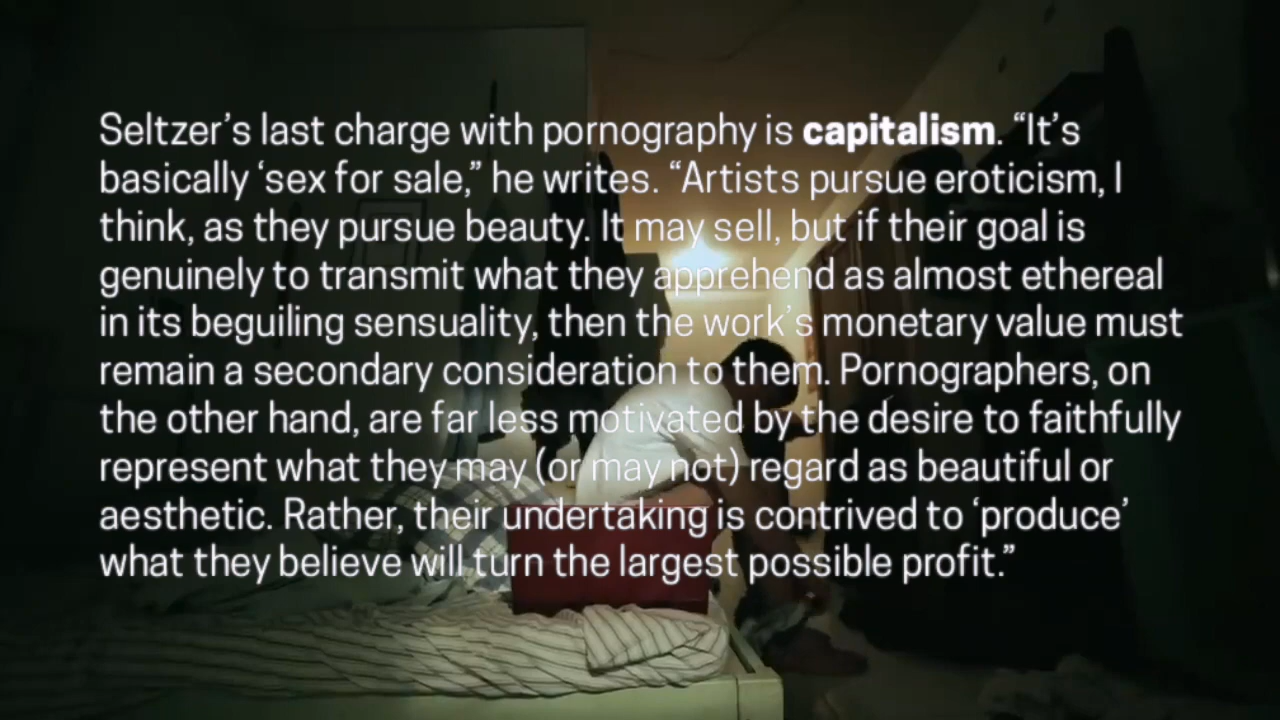 Seltzer’s last charge with pornography is capitalism. “It’s
basically ‘sex for sale,” he writes. “Artists pursue eroticism, I
think, as they pursue beauty. It may sell, but if their goal is
genuinely to transmit what they apprehend as almost ethereal
in its beguiling sensuality, then the work’s monetary value must
remain a secondary consideration to them. Pornographers, on
the other hand, are far less motivated by the desire to faithfully
represent what they may (or may not) regard as beautiful or
aesthetic. Rather, their undertaking is contrived to ‘produce’
what they believe will turn the largest possible profit.”